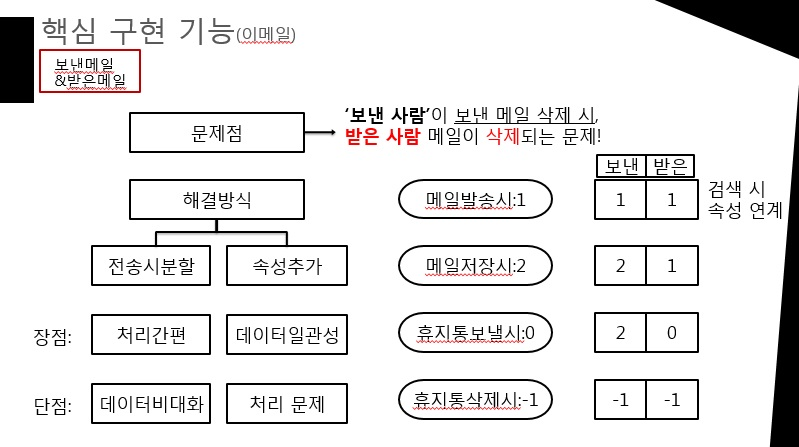 핵심 구현 기능(이메일)
보낸메일
&받은메일
문제점
‘보낸 사람’이 보낸 메일 삭제 시,
받은 사람 메일이 삭제되는 문제!
보낸 받은
해결방식
메일발송시:1
1 1
검색 시
속성 연계
전송시분할 속성추가
메일저장시:2
2 1
장점: 처리간편 데이터일관성
휴지통보낼시:0
2 0
단점: 데이터비대화 처리 문제
휴지통삭제시:-1
-1 -1